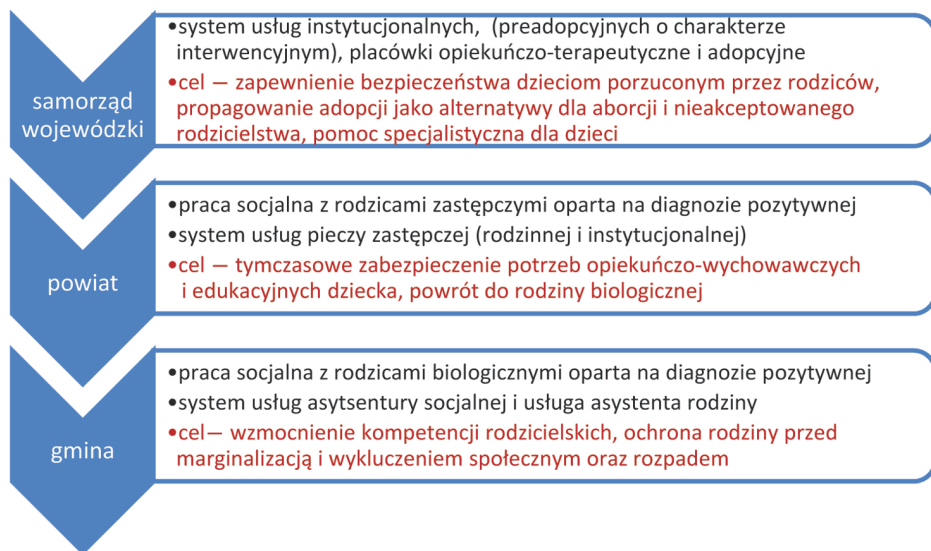 samorząd
wojewódzki
•system usług instytucjonalnych, (preadopcyjnych o charakterze
interwencyjnym), placówki opiekuńczo-terapeutyczne i adopcyjne
•cel — zapewnienie bezpieczeństwa dzieciom porzuconym przez rodziców,
propagowanie adopcji jako alternatywy dla aborcji i nieakceptowanego
rodzicielstwa, pomoc specjalistyczna dla dzieci
powiat
•praca socjalna z rodzicami zastępczymi oparta na diagnozie pozytywnej
•system usług pieczy zastępczej (rodzinnej i instytucjonalnej)
•cel — tymczasowe zabezpieczenie potrzeb opiekuńczo-wychowawczych
i edukacyjnych dziecka, powrót do rodziny biologicznej
gmina
•praca socjalna z rodzicami biologicznymi oparta na diagnozie pozytywnej
•system usług asytsentury socjalnej i usługa asystenta rodziny
•cel— wzmocnienie kompetencji rodzicielskich, ochrona rodziny przed
marginalizacją i wykluczeniem społecznym oraz rozpadem